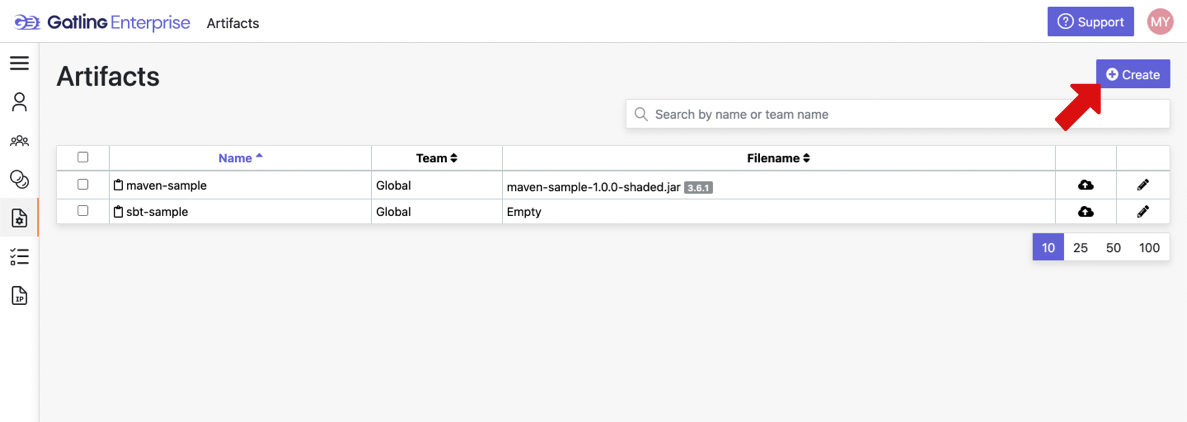 Gatling Enterprise Artifacts Support MY
Artifacts
Create
Search by name or team name
Name Team Filename
maven-sample Global maven-sample-1.0.0-shaded.jar 3.6.1
sbt-sample Global Empty
10 25 50 100
IP